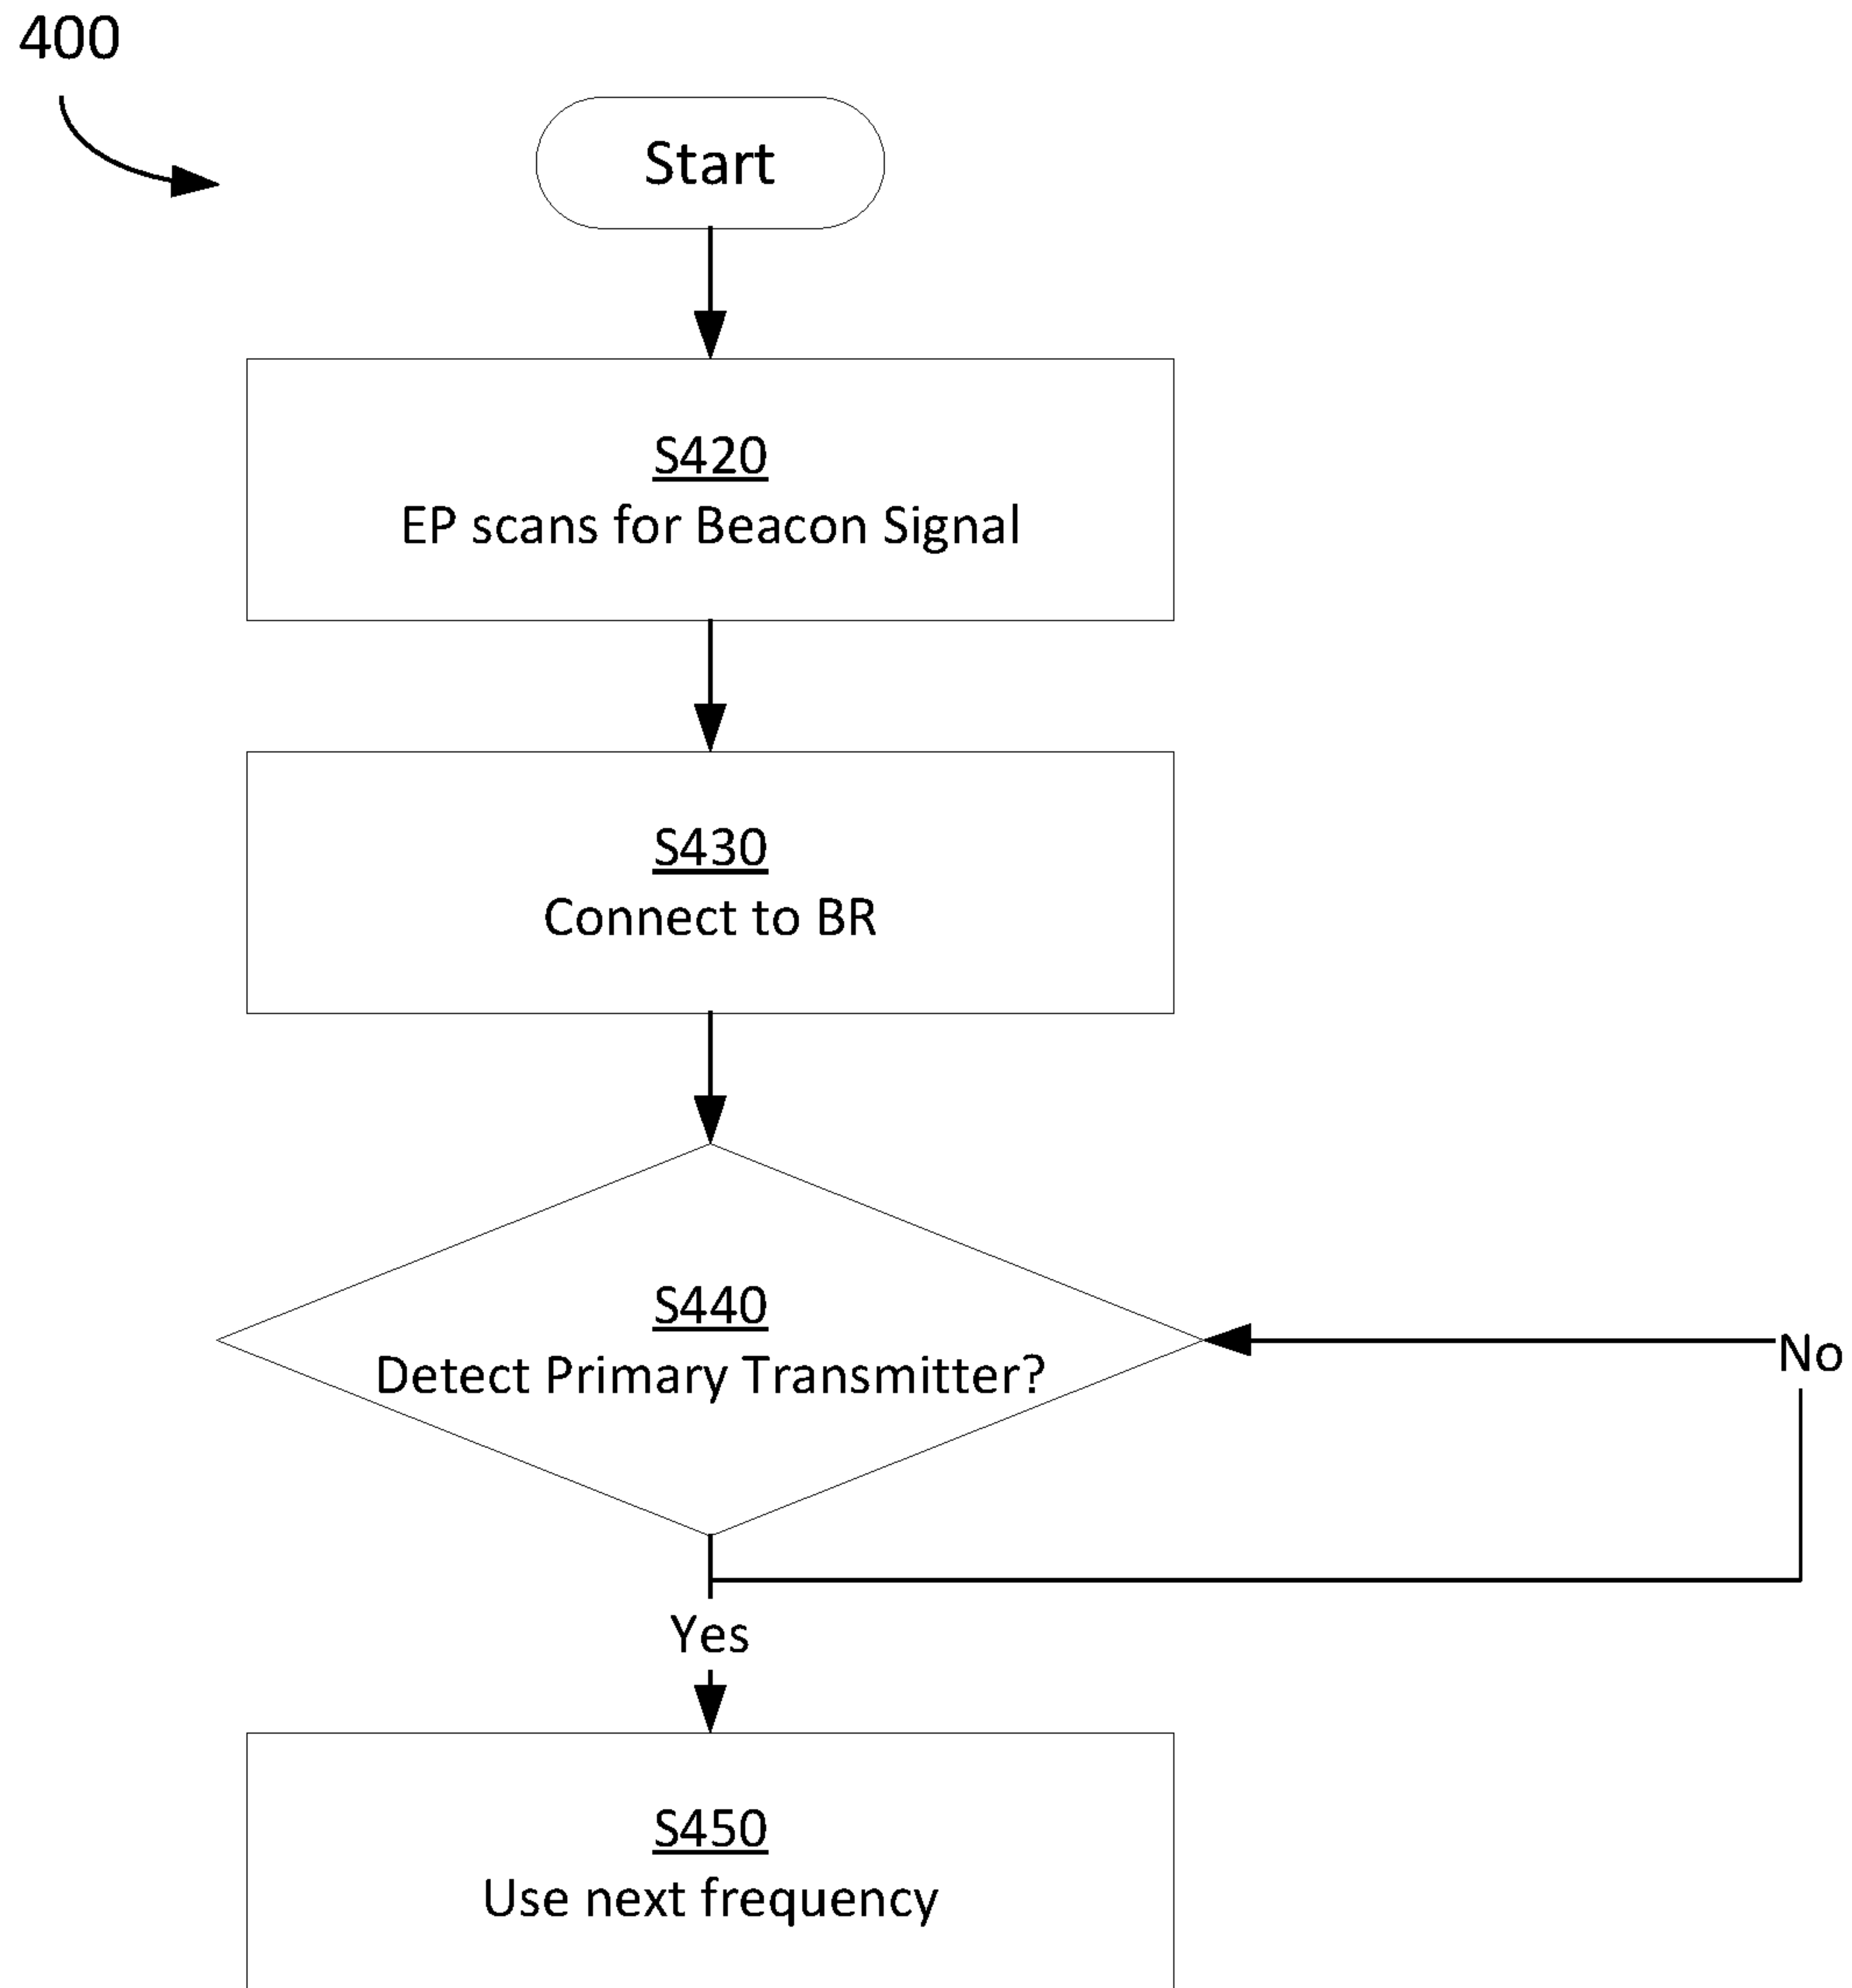 400
Start
S420
EP scans for Beacon Signal
S430
Connect to BR
S440
Detect Primary Transmitter?
No
Yes
S450
Use next frequency